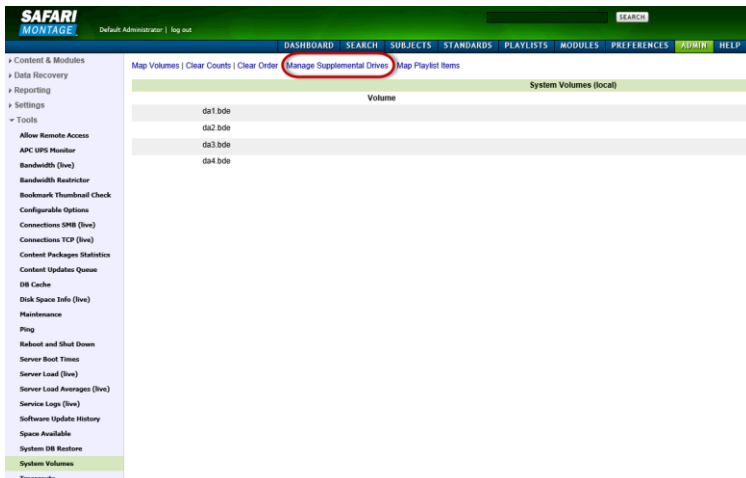 SAFARI
MONTAGE
Default Administrator | log out
SEARCH
DASHBOARD SEARCH SUBJECTS STANDARDS PLAYLISTS MODULES PREFERENCES ADMIN HELP
Content & Modules
Data Recovery
Reporting
Settings
Tools
Allow Remote Access
APC UPS Monitor
Bandwidth (live)
Bandwidth Restrictor
Bookmark Thumbnail Check
Configurable Options
Connections SMB (live)
Connections TCP (live)
Content Packages Statistics
Content Updates Queue
DB Cache
Disk Space Info (live)
Maintenance
Ping
Reboot and Shut Down
Server Boot Times
Server Load (live)
Server Load Averages (live)
Service Logs (live)
Software Update History
Space Available
System DB Restore
System Volumes
Map Volumes | Clear Counts | Clear Order | Manage Supplemental Drives | Map Playlist Items
System Volumes (local)
Volume
da1.bde
da2.bde
da3.bde
da4.bde